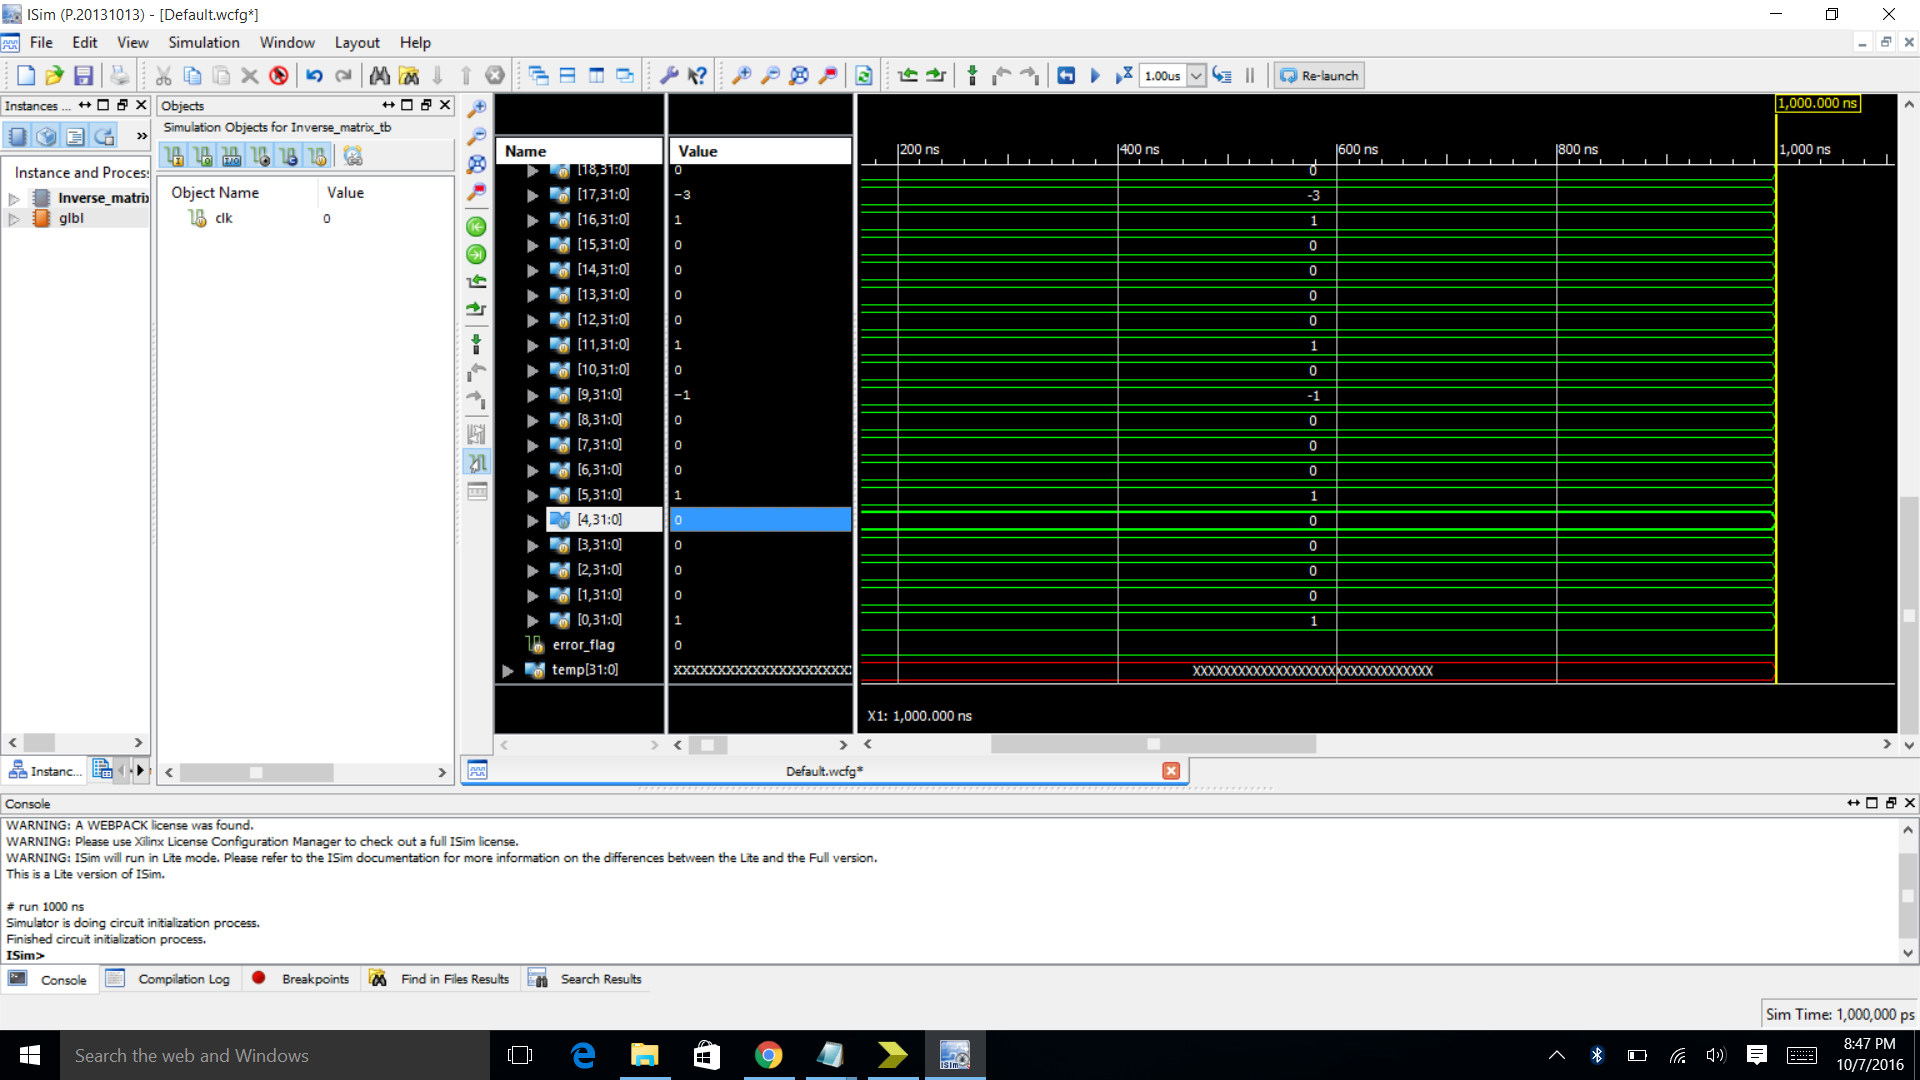 ISim (P.20131013) - [Default.wcfg*]
File Edit View Simulation Window Layout Help
1.00us
Re-launch
Instances ...
Objects
Simulation Objects for Inverse_matrix_tb
Instance and Process
Inverse_matrix
glbl
Object Name Value
clk 0
Name Value
1,000.000 ns
200 ns 400 ns 600 ns 800 ns 1,000 ns
[18,31:0] 0 0
[17,31:0] -3 -3
[16,31:0] 1 1
[15,31:0] 0 0
[14,31:0] 0 0
[13,31:0] 0 0
[12,31:0] 0 0
[11,31:0] 1 1
[10,31:0] 0 0
[9,31:0] -1 -1
[8,31:0] 0 0
[7,31:0] 0 0
[6,31:0] 0 0
[5,31:0] 1 1
[4,31:0] 0 0
[3,31:0] 0 0
[2,31:0] 0 0
[1,31:0] 0 0
[0,31:0] 1 1
error_flag 0
temp[31:0] XXXXXXXXXXXXXXXXXXXXX XXXXXXXXXXXXXXXXXXXXXXXXXXXXXXXX
X1: 1,000.000 ns
Instanc...
Default.wcfg*
Console
WARNING: A WEBPACK license was found.
WARNING: Please use Xilinx License Configuration Manager to check out a full ISim license.
WARNING: ISim will run in Lite mode. Please refer to the ISim documentation for more information on the differences between the Lite and the Full version.
This is a Lite version of ISim.
# run 1000 ns
Simulator is doing circuit initialization process.
Finished circuit initialization process.
ISim>
Console Compilation Log Breakpoints Find in Files Results Search Results
Sim Time: 1,000,000 ps
Search the web and Windows
ISim
8:47 PM
10/7/2016